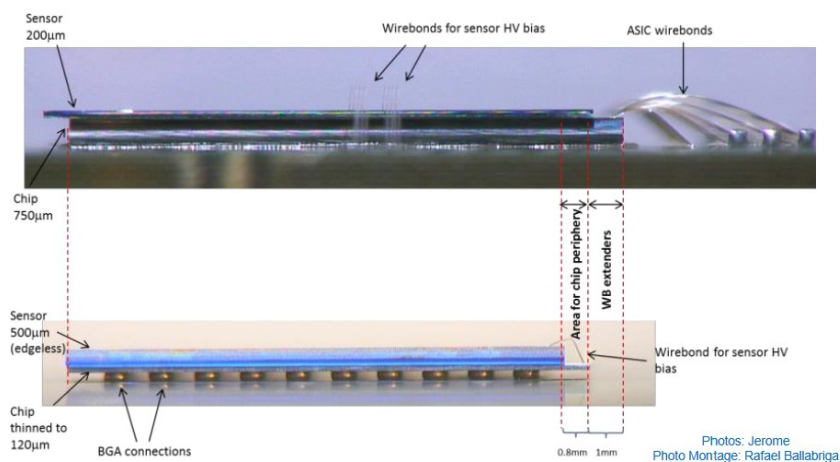 Sensor
200µm
Wirebonds for sensor HV bias
ASIC wirebonds
Chip
750µm
Area for chip periphery
WB extenders
Sensor
500µm
(edgeless)
Wirebond for sensor HV
bias
Chip
thinned to
120µm
BGA connections
0.8mm
1mm
Photos: Jerome
Photo Montage: Rafael Ballabriga